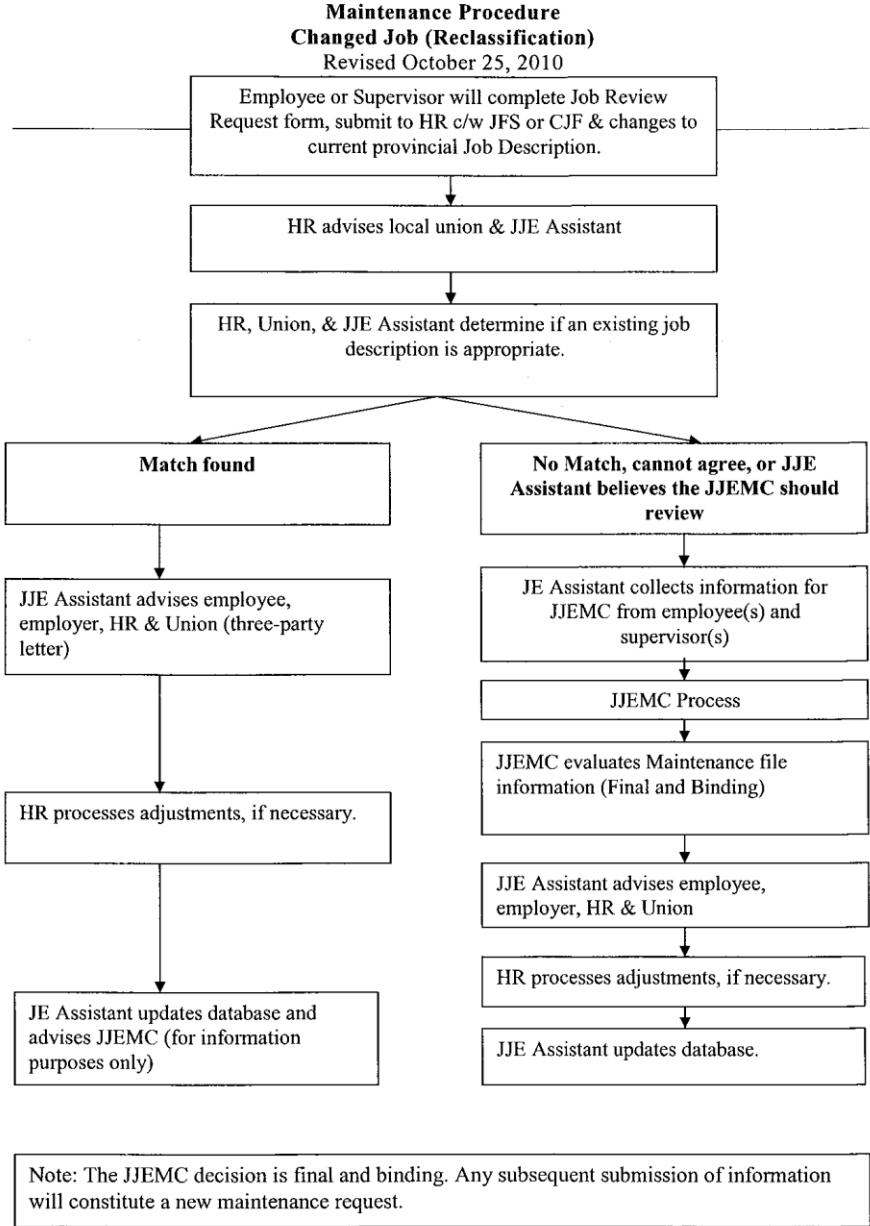 Maintenance Procedure
Changed Job (Reclassification)
Revised October 25, 2010
Employee or Supervisor will complete Job Review
Request form, submit to HR c/w JFS or CJF & changes to
current provincial Job Description.
HR advises local union & JJE Assistant
HR, Union, & JJE Assistant determine if an existing job
description is appropriate.
Match found
JJE Assistant advises employee,
employer, HR & Union (three-party
letter)
HR processes adjustments, if necessary.
JE Assistant updates database and
advises JJEMC (for information
purposes only)
No Match, cannot agree, or JJE
Assistant believes the JJEMC should
review
JE Assistant collects information for
JJEMC from employee(s) and
supervisor(s)
JJEMC Process
JJEMC evaluates Maintenance file
information (Final and Binding)
JJE Assistant advises employee,
employer, HR & Union
HR processes adjustments, if necessary.
JJE Assistant updates database.
Note: The JJEMC decision is final and binding. Any subsequent submission of information
will constitute a new maintenance request.